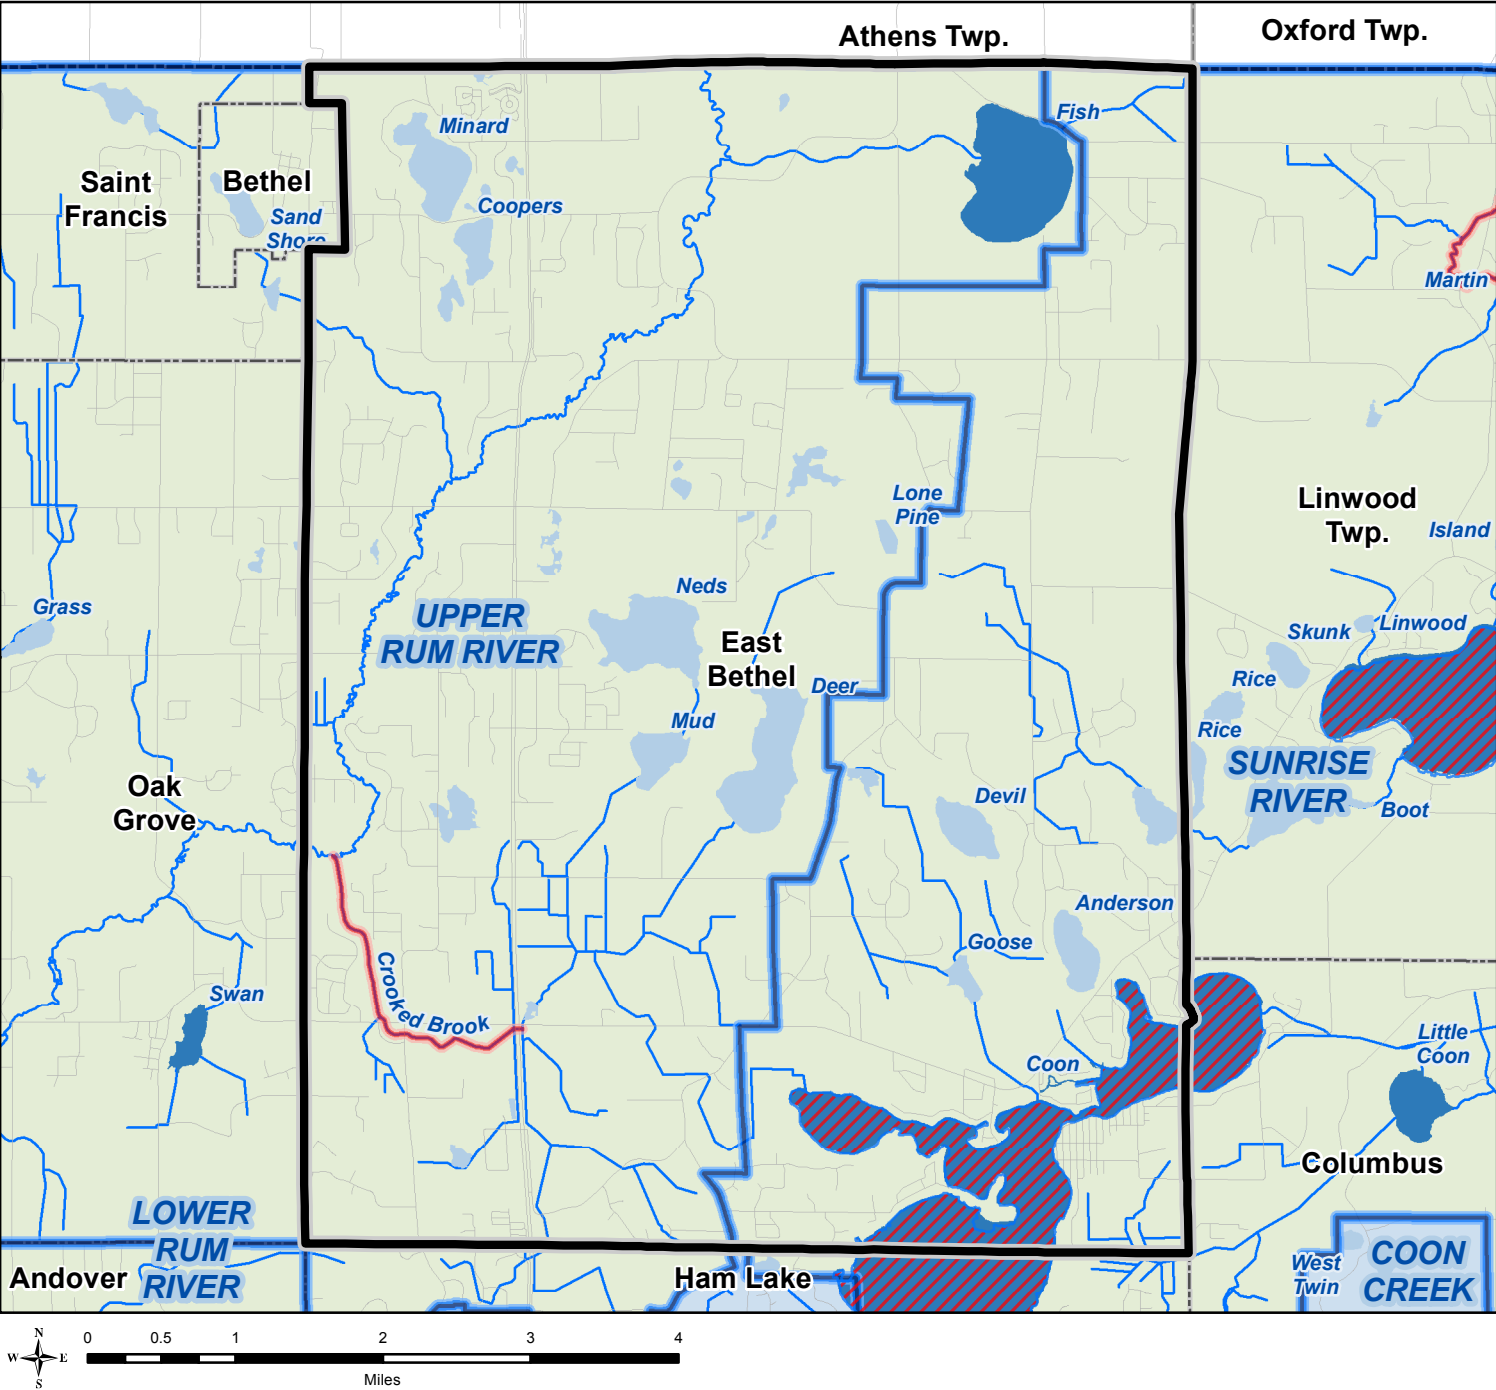 Athens Twp.
Oxford Twp.
Fish
Minard
Saint
Francis
Bethel
Sand
Shore
Coopers
Martin
Lone
Pine
Linwood
Twp.
Island
Grass
UPPER
RUM RIVER
Neds
East
Bethel
Skunk
Linwood
Rice
Deer
Mud
Rice
SUNRISE
RIVER
Oak
Grove
Devil
Boot
Anderson
Goose
Crooked Brook
Swan
Little
Coon
Coon
Columbus
LOWER
RUM
RIVER
Andover
Ham Lake
West
Twin
COON
CREEK
N
W
E
S
0
0.5
1
2
3
4
Miles